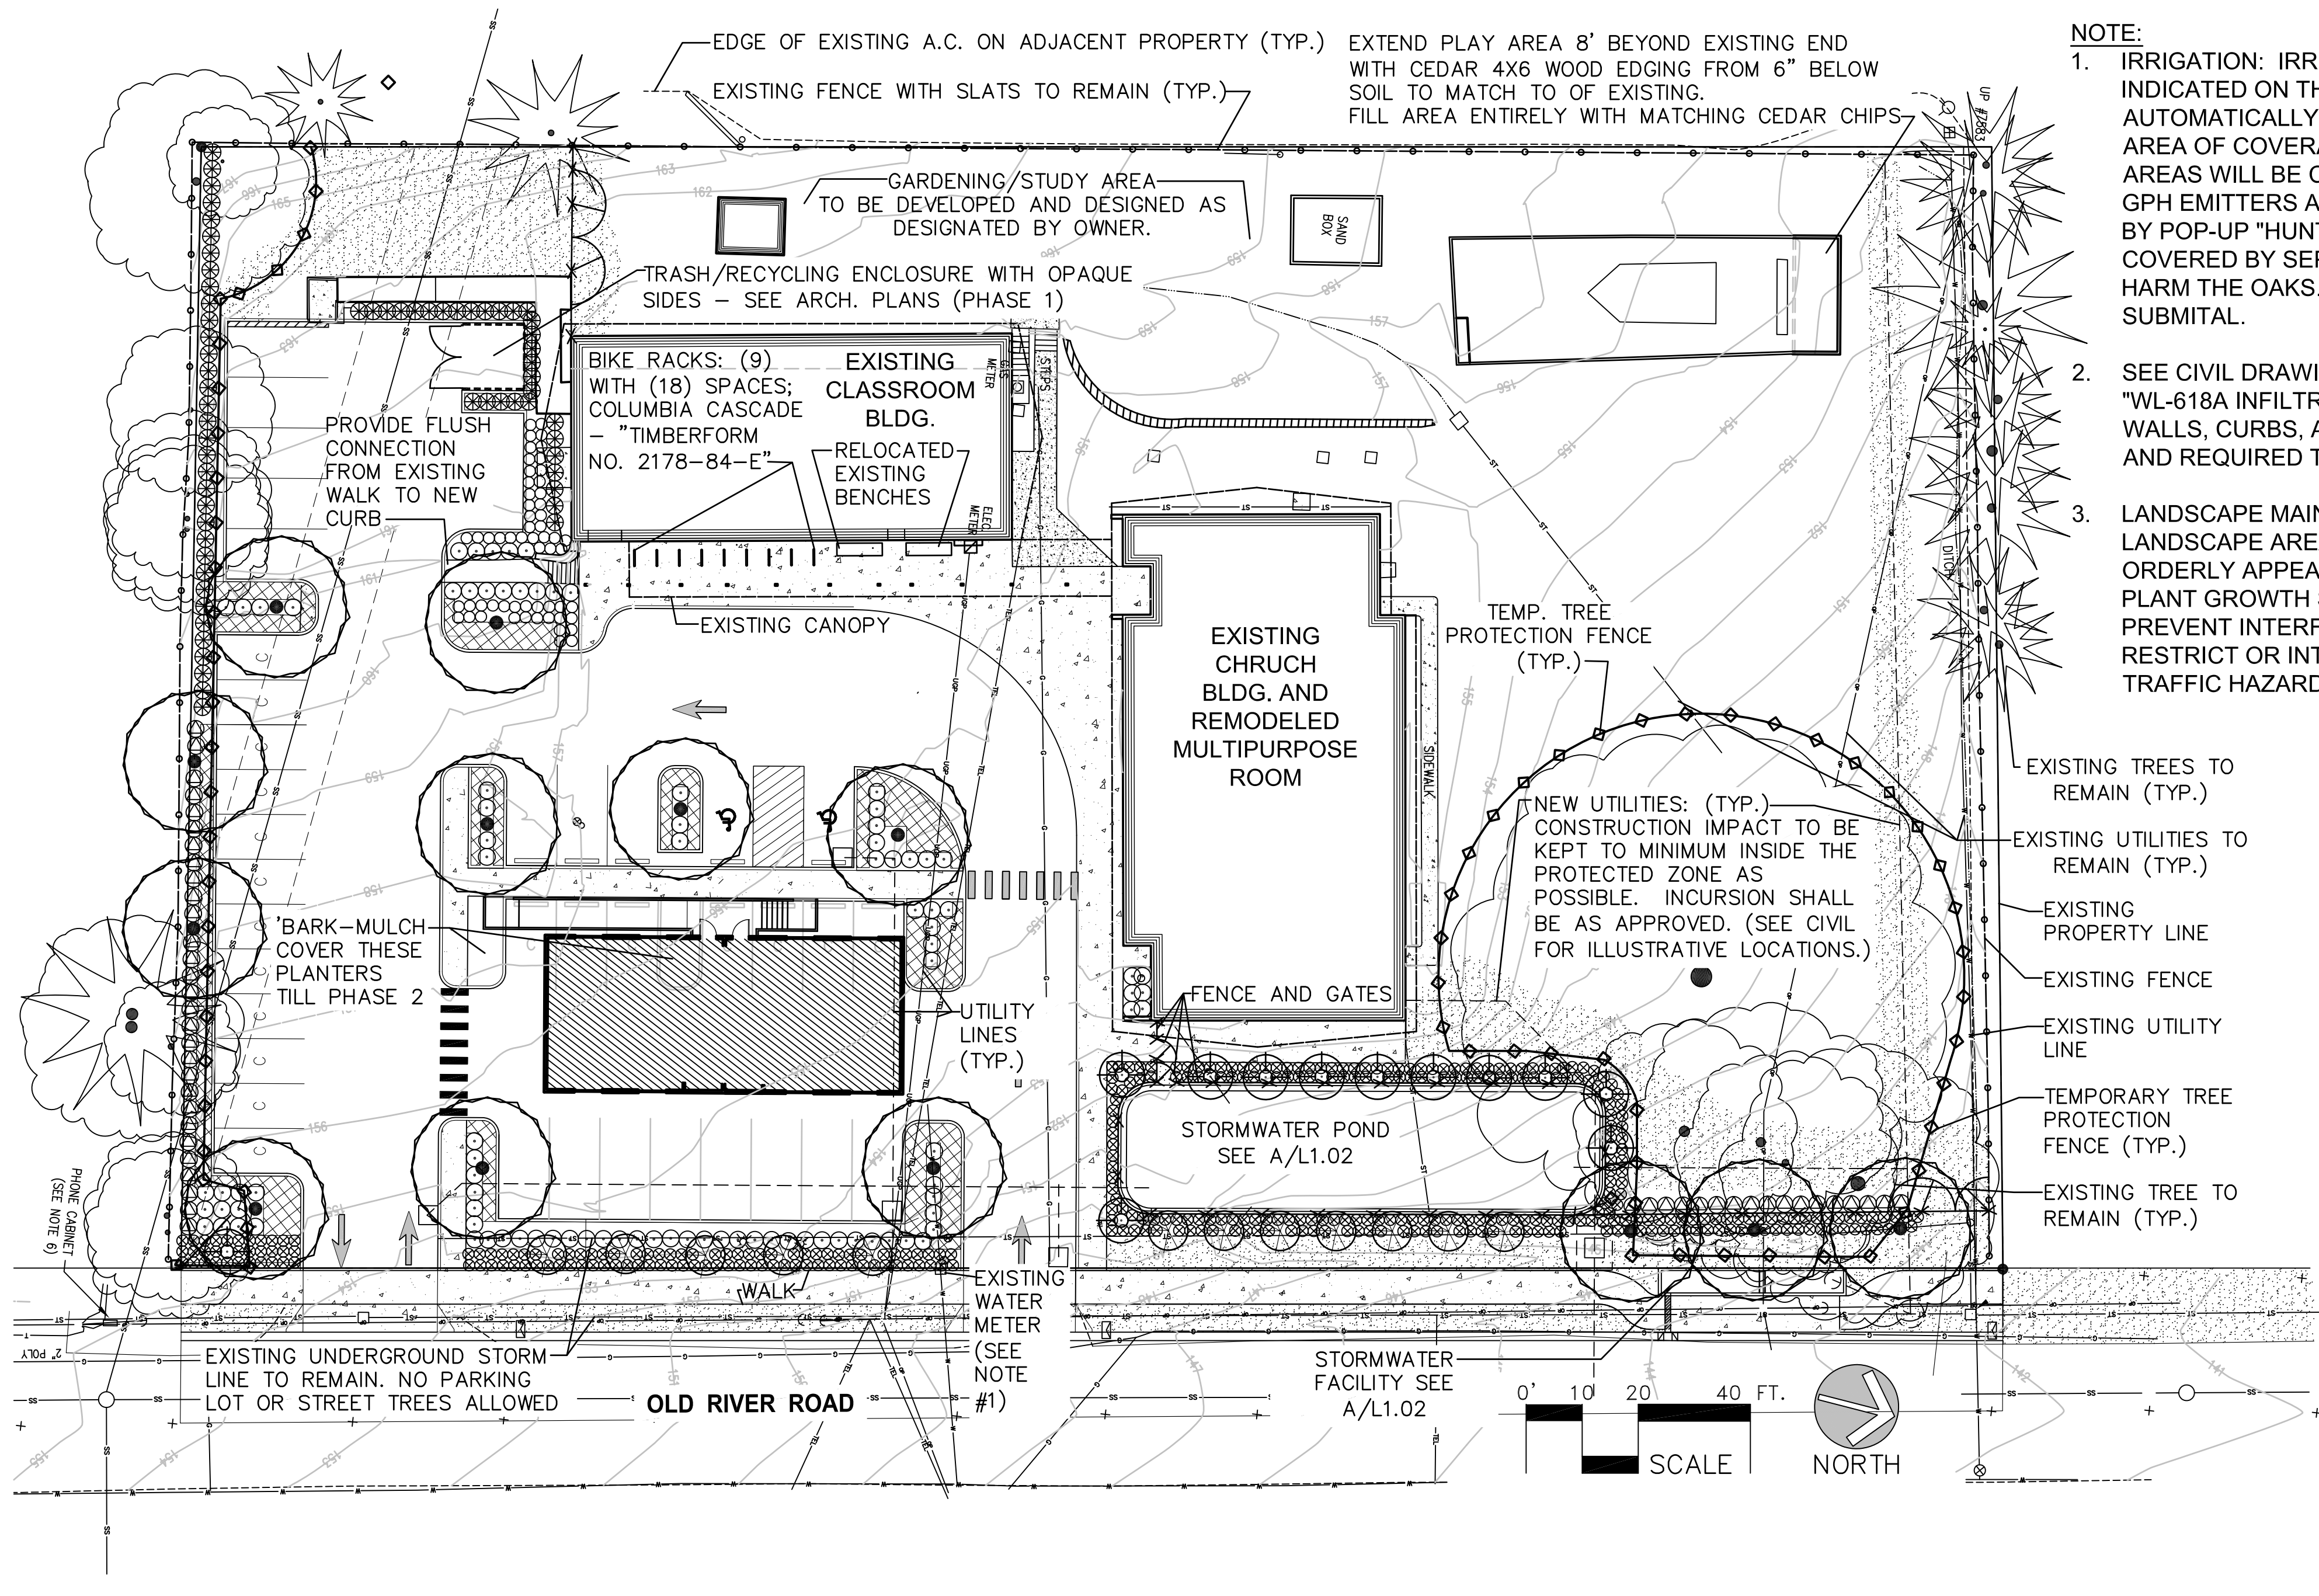 EDGE OF EXISTING A.C. ON ADJACENT PROPERTY (TYP.)
EXISTING FENCE WITH SLATS TO REMAIN (TYP.)
EXTEND PLAY AREA 8' BEYOND EXISTING END
WITH CEDAR 4X6 WOOD EDGING FROM 6" BELOW
SOIL TO MATCH TO OF EXISTING.
FILL AREA ENTIRELY WITH MATCHING CEDAR CHIPS
UP #7883
NOTE:
1. IRRIGATION: IRR
INDICATED ON TH
AUTOMATICALLY
AREA OF COVERA
AREAS WILL BE C
GPH EMITTERS A
BY POP-UP "HUNT
COVERED BY SEP
HARM THE OAKS.
SUBMITAL.
2. SEE CIVIL DRAWI
"WL-618A INFILTR
WALLS, CURBS, A
AND REQUIRED T
3. LANDSCAPE MAIN
LANDSCAPE ARE
ORDERLY APPEA
PLANT GROWTH
PREVENT INTERF
RESTRICT OR INT
TRAFFIC HAZARD
GARDENING/STUDY AREA
TO BE DEVELOPED AND DESIGNED AS
DESIGNATED BY OWNER.
SAND
BOX
TRASH/RECYCLING ENCLOSURE WITH OPAQUE
SIDES – SEE ARCH. PLANS (PHASE 1)
BIKE RACKS: (9)
WITH (18) SPACES;
COLUMBIA CASCADE
– "TIMBERFORM
NO. 2178-84-E"
EXISTING
CLASSROOM
BLDG.
RELOCATED
EXISTING
BENCHES
GAS
METER
STEPS
ELEC.
METER
PROVIDE FLUSH
CONNECTION
FROM EXISTING
WALK TO NEW
CURB
EXISTING CANOPY
EXISTING
CHRUCH
BLDG. AND
REMODELED
MULTIPURPOSE
ROOM
SIDEWALK
DITCH
TEMP. TREE
PROTECTION FENCE
(TYP.)
NEW UTILITIES: (TYP.)
CONSTRUCTION IMPACT TO BE
KEPT TO MINIMUM INSIDE THE
PROTECTED ZONE AS
POSSIBLE. INCURSION SHALL
BE AS APPROVED. (SEE CIVIL
FOR ILLUSTRATIVE LOCATIONS.)
EXISTING TREES TO
REMAIN (TYP.)
EXISTING UTILITIES TO
REMAIN (TYP.)
EXISTING
PROPERTY LINE
EXISTING FENCE
EXISTING UTILITY
LINE
TEMPORARY TREE
PROTECTION
FENCE (TYP.)
EXISTING TREE TO
REMAIN (TYP.)
'BARK-MULCH
COVER THESE
PLANTERS
TILL PHASE 2
UTILITY
LINES
(TYP.)
FENCE AND GATES
STORMWATER POND
SEE A/L1.02
PHONE CABINET
(SEE NOTE 6)
WALK
EXISTING
WATER
METER
(SEE
NOTE
#1)
2" POLY
EXISTING UNDERGROUND STORM
LINE TO REMAIN. NO PARKING
LOT OR STREET TREES ALLOWED
OLD RIVER ROAD
STORMWATER
FACILITY SEE
A/L1.02
0' 10 20 40 FT.
SCALE
NORTH